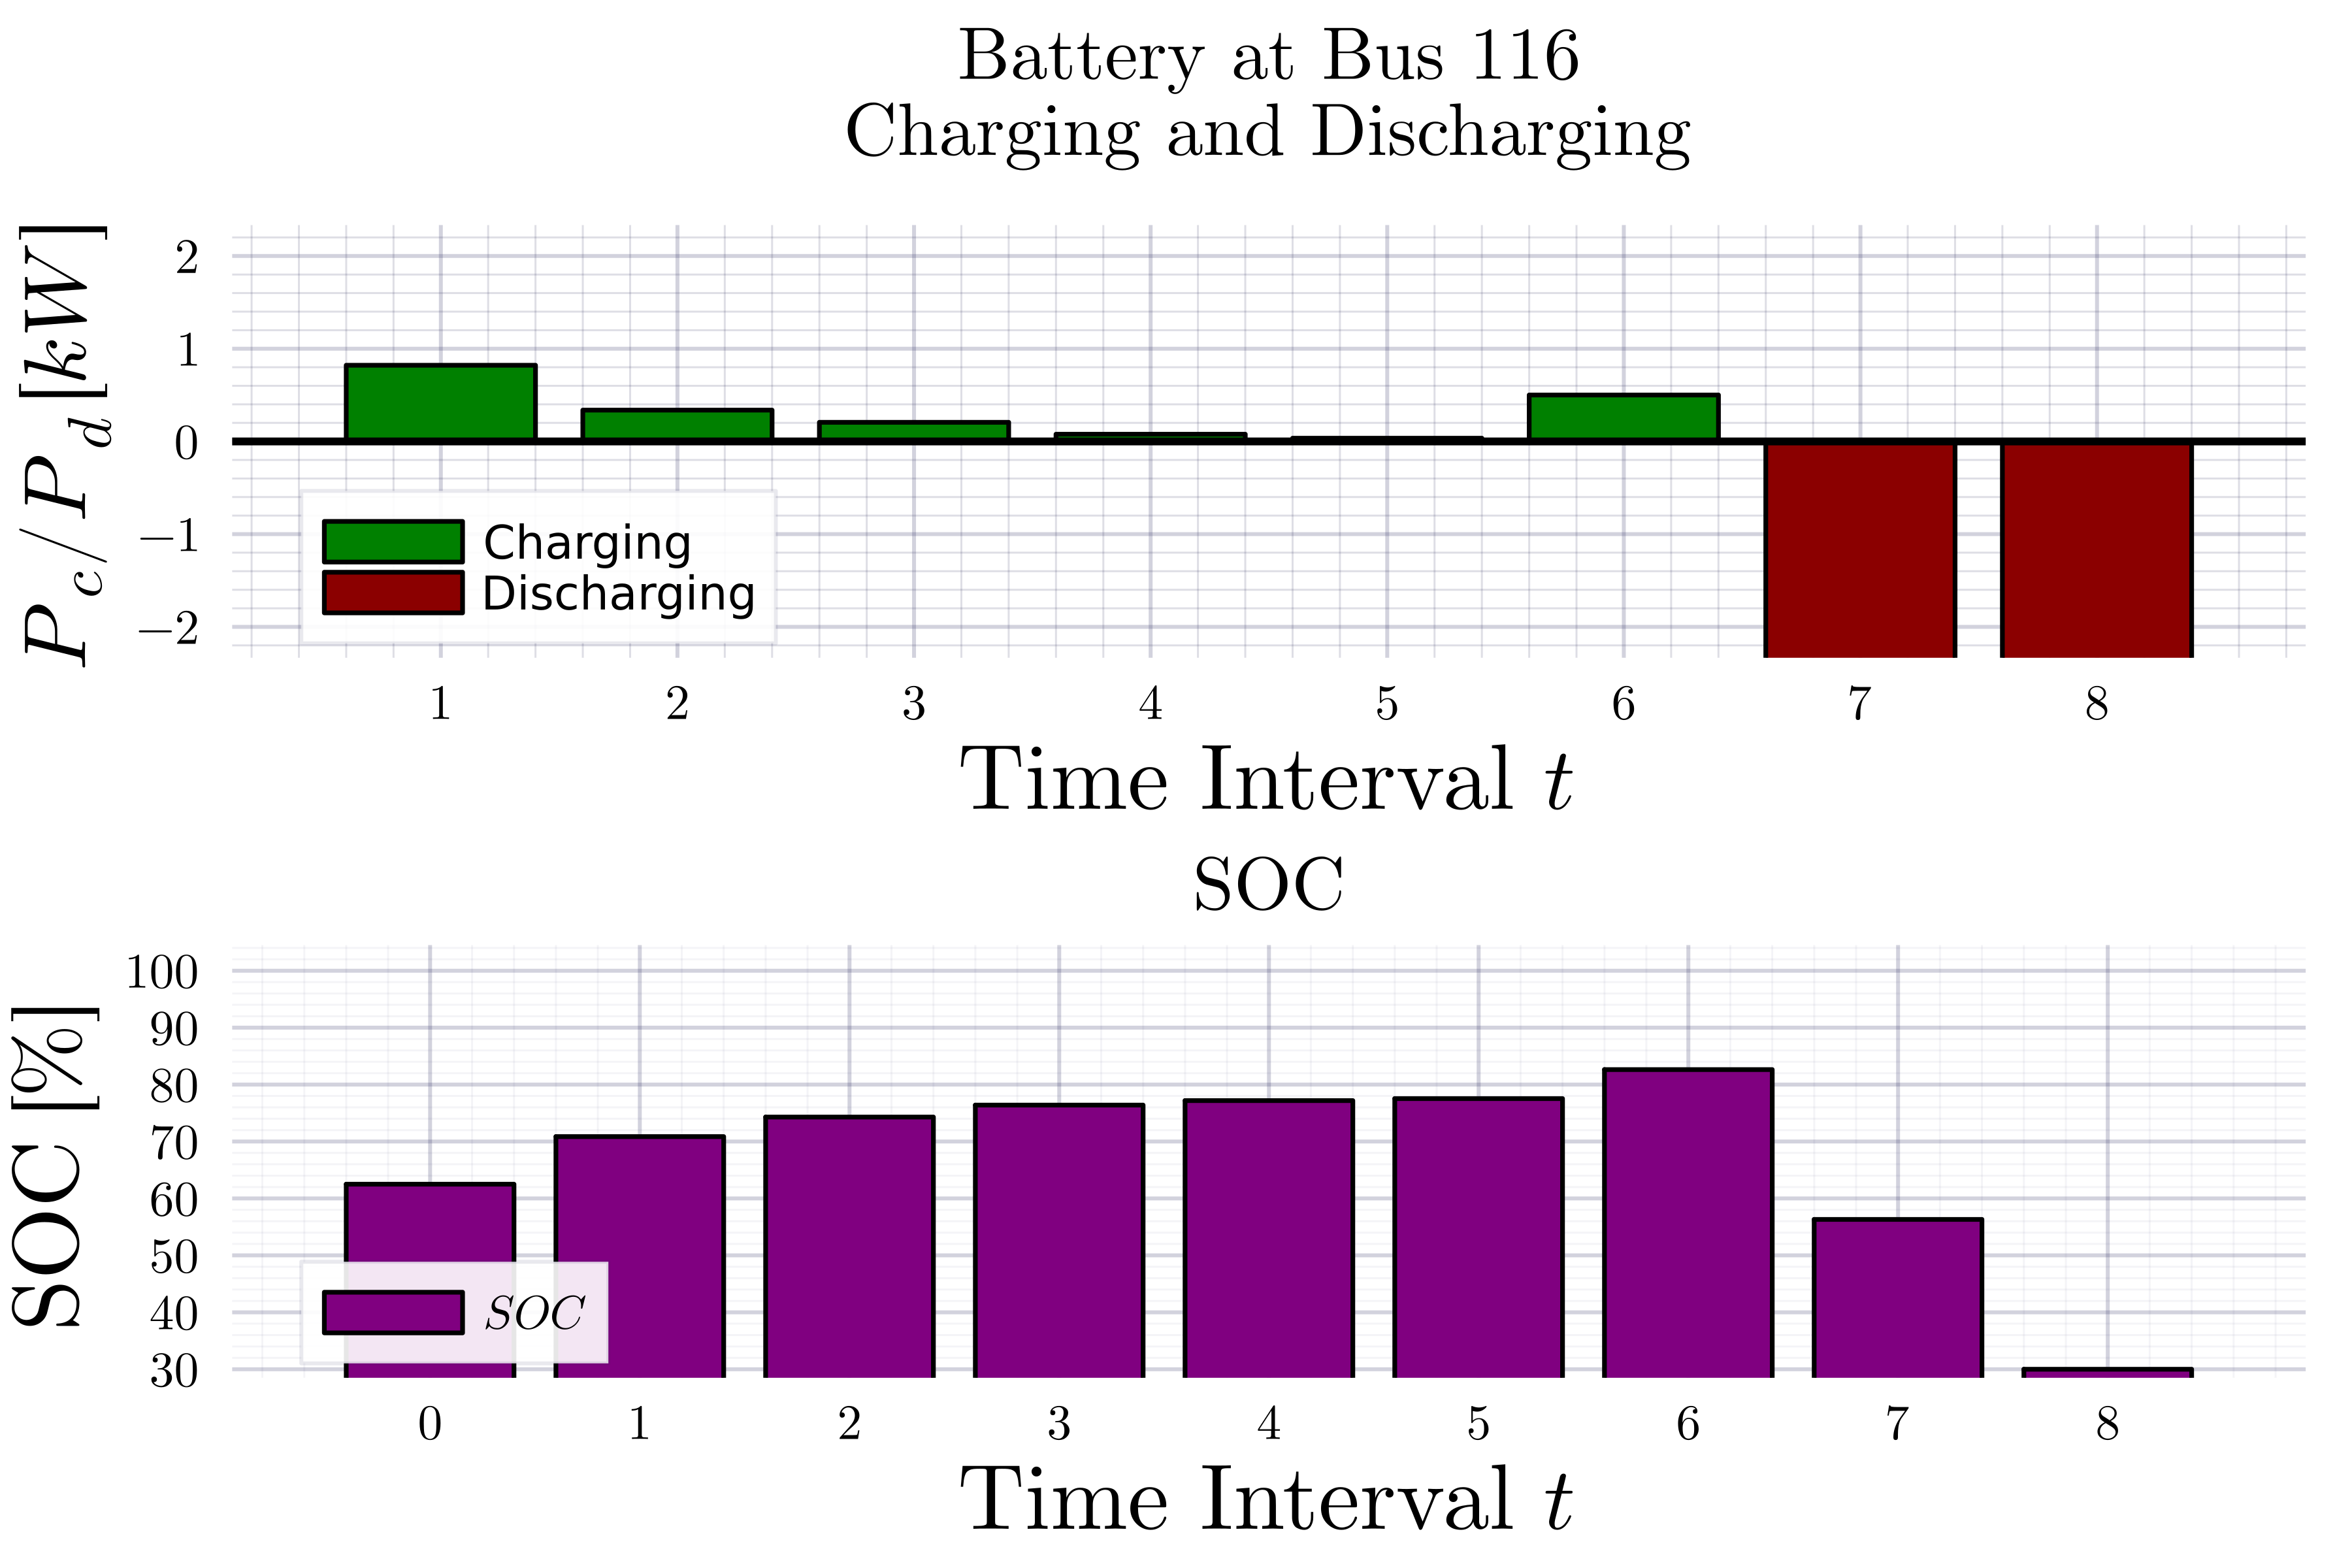 Battery at Bus 116
Charging and Discharging
P_c/P_d [kW]
2
1
0
−1
−2
Charging
Discharging
1 2 3 4 5 6 7 8
Time Interval t
SOC
SOC [%]
100
90
80
70
60
50
40
30
SOC
0 1 2 3 4 5 6 7 8
Time Interval t